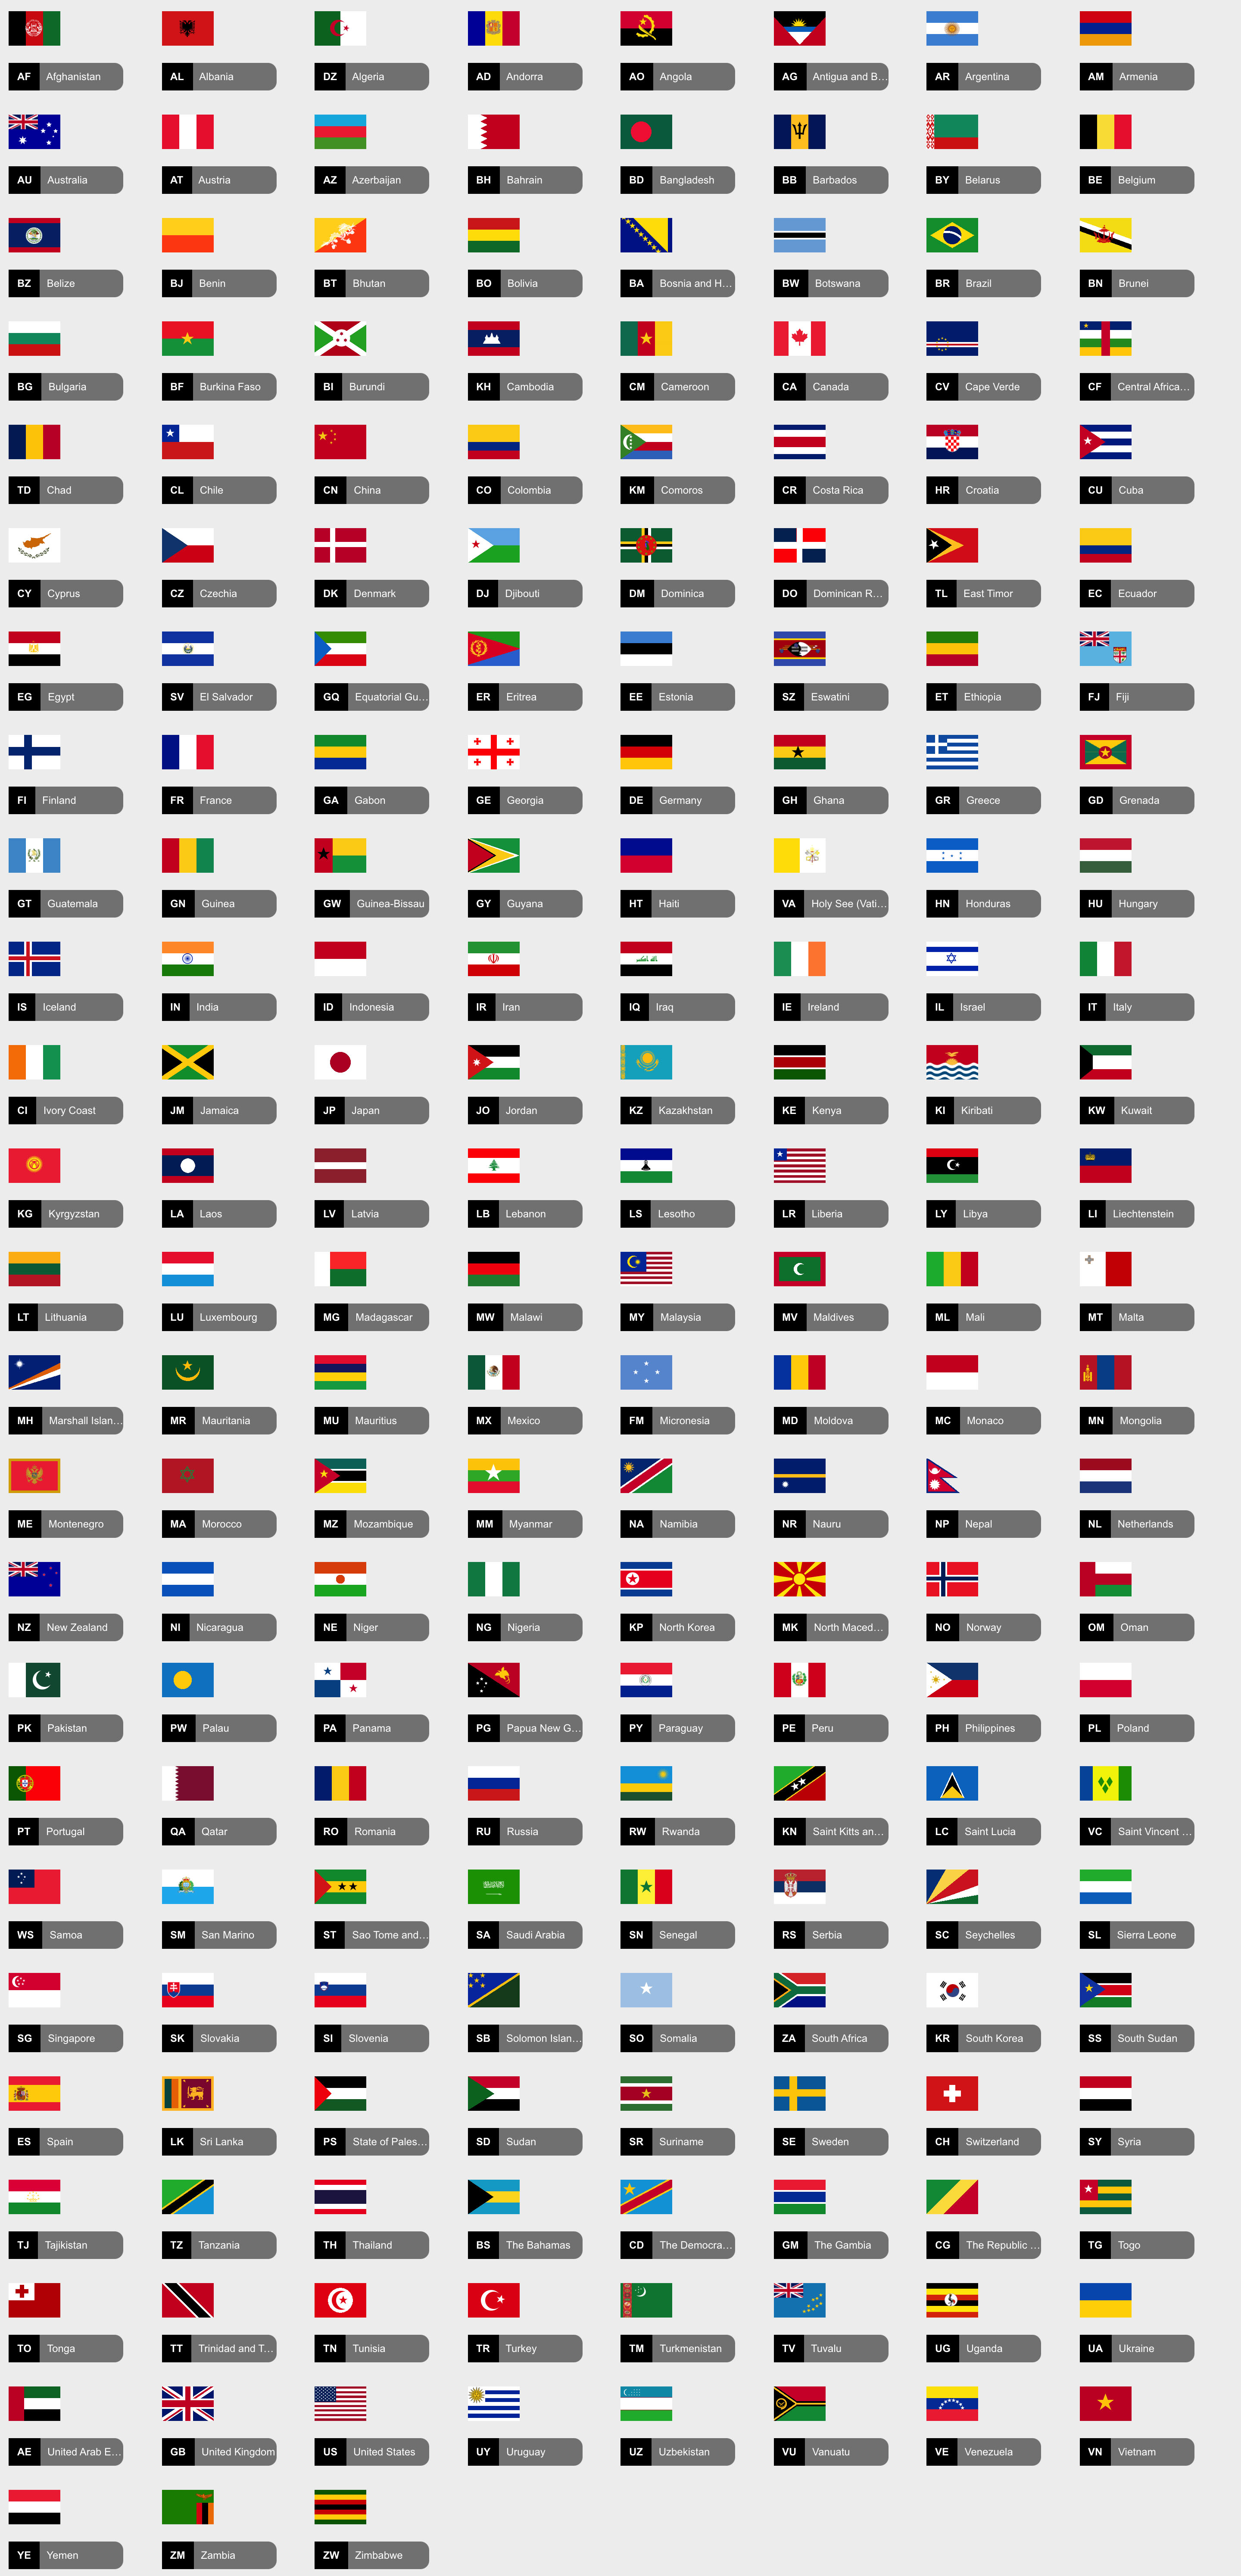 AF Afghanistan
AL Albania
DZ Algeria
AD Andorra
AO Angola
AG Antigua and B...
AR Argentina
AM Armenia
AU Australia
AT Austria
AZ Azerbaijan
BH Bahrain
BD Bangladesh
BB Barbados
BY Belarus
BE Belgium
BZ Belize
BJ Benin
BT Bhutan
BO Bolivia
BA Bosnia and H...
BW Botswana
BR Brazil
BN Brunei
BG Bulgaria
BF Burkina Faso
BI Burundi
KH Cambodia
CM Cameroon
CA Canada
CV Cape Verde
CF Central Africa...
TD Chad
CL Chile
CN China
CO Colombia
KM Comoros
CR Costa Rica
HR Croatia
CU Cuba
CY Cyprus
CZ Czechia
DK Denmark
DJ Djibouti
DM Dominica
DO Dominican R...
TL East Timor
EC Ecuador
EG Egypt
SV El Salvador
GQ Equatorial Gu...
ER Eritrea
EE Estonia
SZ Eswatini
ET Ethiopia
FJ Fiji
FI Finland
FR France
GA Gabon
GE Georgia
DE Germany
GH Ghana
GR Greece
GD Grenada
GT Guatemala
GN Guinea
GW Guinea-Bissau
GY Guyana
HT Haiti
VA Holy See (Vati...
HN Honduras
HU Hungary
IS Iceland
IN India
ID Indonesia
IR Iran
IQ Iraq
IE Ireland
IL Israel
IT Italy
CI Ivory Coast
JM Jamaica
JP Japan
JO Jordan
KZ Kazakhstan
KE Kenya
KI Kiribati
KW Kuwait
KG Kyrgyzstan
LA Laos
LV Latvia
LB Lebanon
LS Lesotho
LR Liberia
LY Libya
LI Liechtenstein
LT Lithuania
LU Luxembourg
MG Madagascar
MW Malawi
MY Malaysia
MV Maldives
ML Mali
MT Malta
MH Marshall Islan...
MR Mauritania
MU Mauritius
MX Mexico
FM Micronesia
MD Moldova
MC Monaco
MN Mongolia
ME Montenegro
MA Morocco
MZ Mozambique
MM Myanmar
NA Namibia
NR Nauru
NP Nepal
NL Netherlands
NZ New Zealand
NI Nicaragua
NE Niger
NG Nigeria
KP North Korea
MK North Maced...
NO Norway
OM Oman
PK Pakistan
PW Palau
PA Panama
PG Papua New G...
PY Paraguay
PE Peru
PH Philippines
PL Poland
PT Portugal
QA Qatar
RO Romania
RU Russia
RW Rwanda
KN Saint Kitts an...
LC Saint Lucia
VC Saint Vincent ...
WS Samoa
SM San Marino
ST Sao Tome and...
SA Saudi Arabia
SN Senegal
RS Serbia
SC Seychelles
SL Sierra Leone
SG Singapore
SK Slovakia
SI Slovenia
SB Solomon Islan...
SO Somalia
ZA South Africa
KR South Korea
SS South Sudan
ES Spain
LK Sri Lanka
PS State of Pales...
SD Sudan
SR Suriname
SE Sweden
CH Switzerland
SY Syria
TJ Tajikistan
TZ Tanzania
TH Thailand
BS The Bahamas
CD The Democra...
GM The Gambia
CG The Republic ...
TG Togo
TO Tonga
TT Trinidad and T...
TN Tunisia
TR Turkey
TM Turkmenistan
TV Tuvalu
UG Uganda
UA Ukraine
AE United Arab E...
GB United Kingdom
US United States
UY Uruguay
UZ Uzbekistan
VU Vanuatu
VE Venezuela
VN Vietnam
YE Yemen
ZM Zambia
ZW Zimbabwe